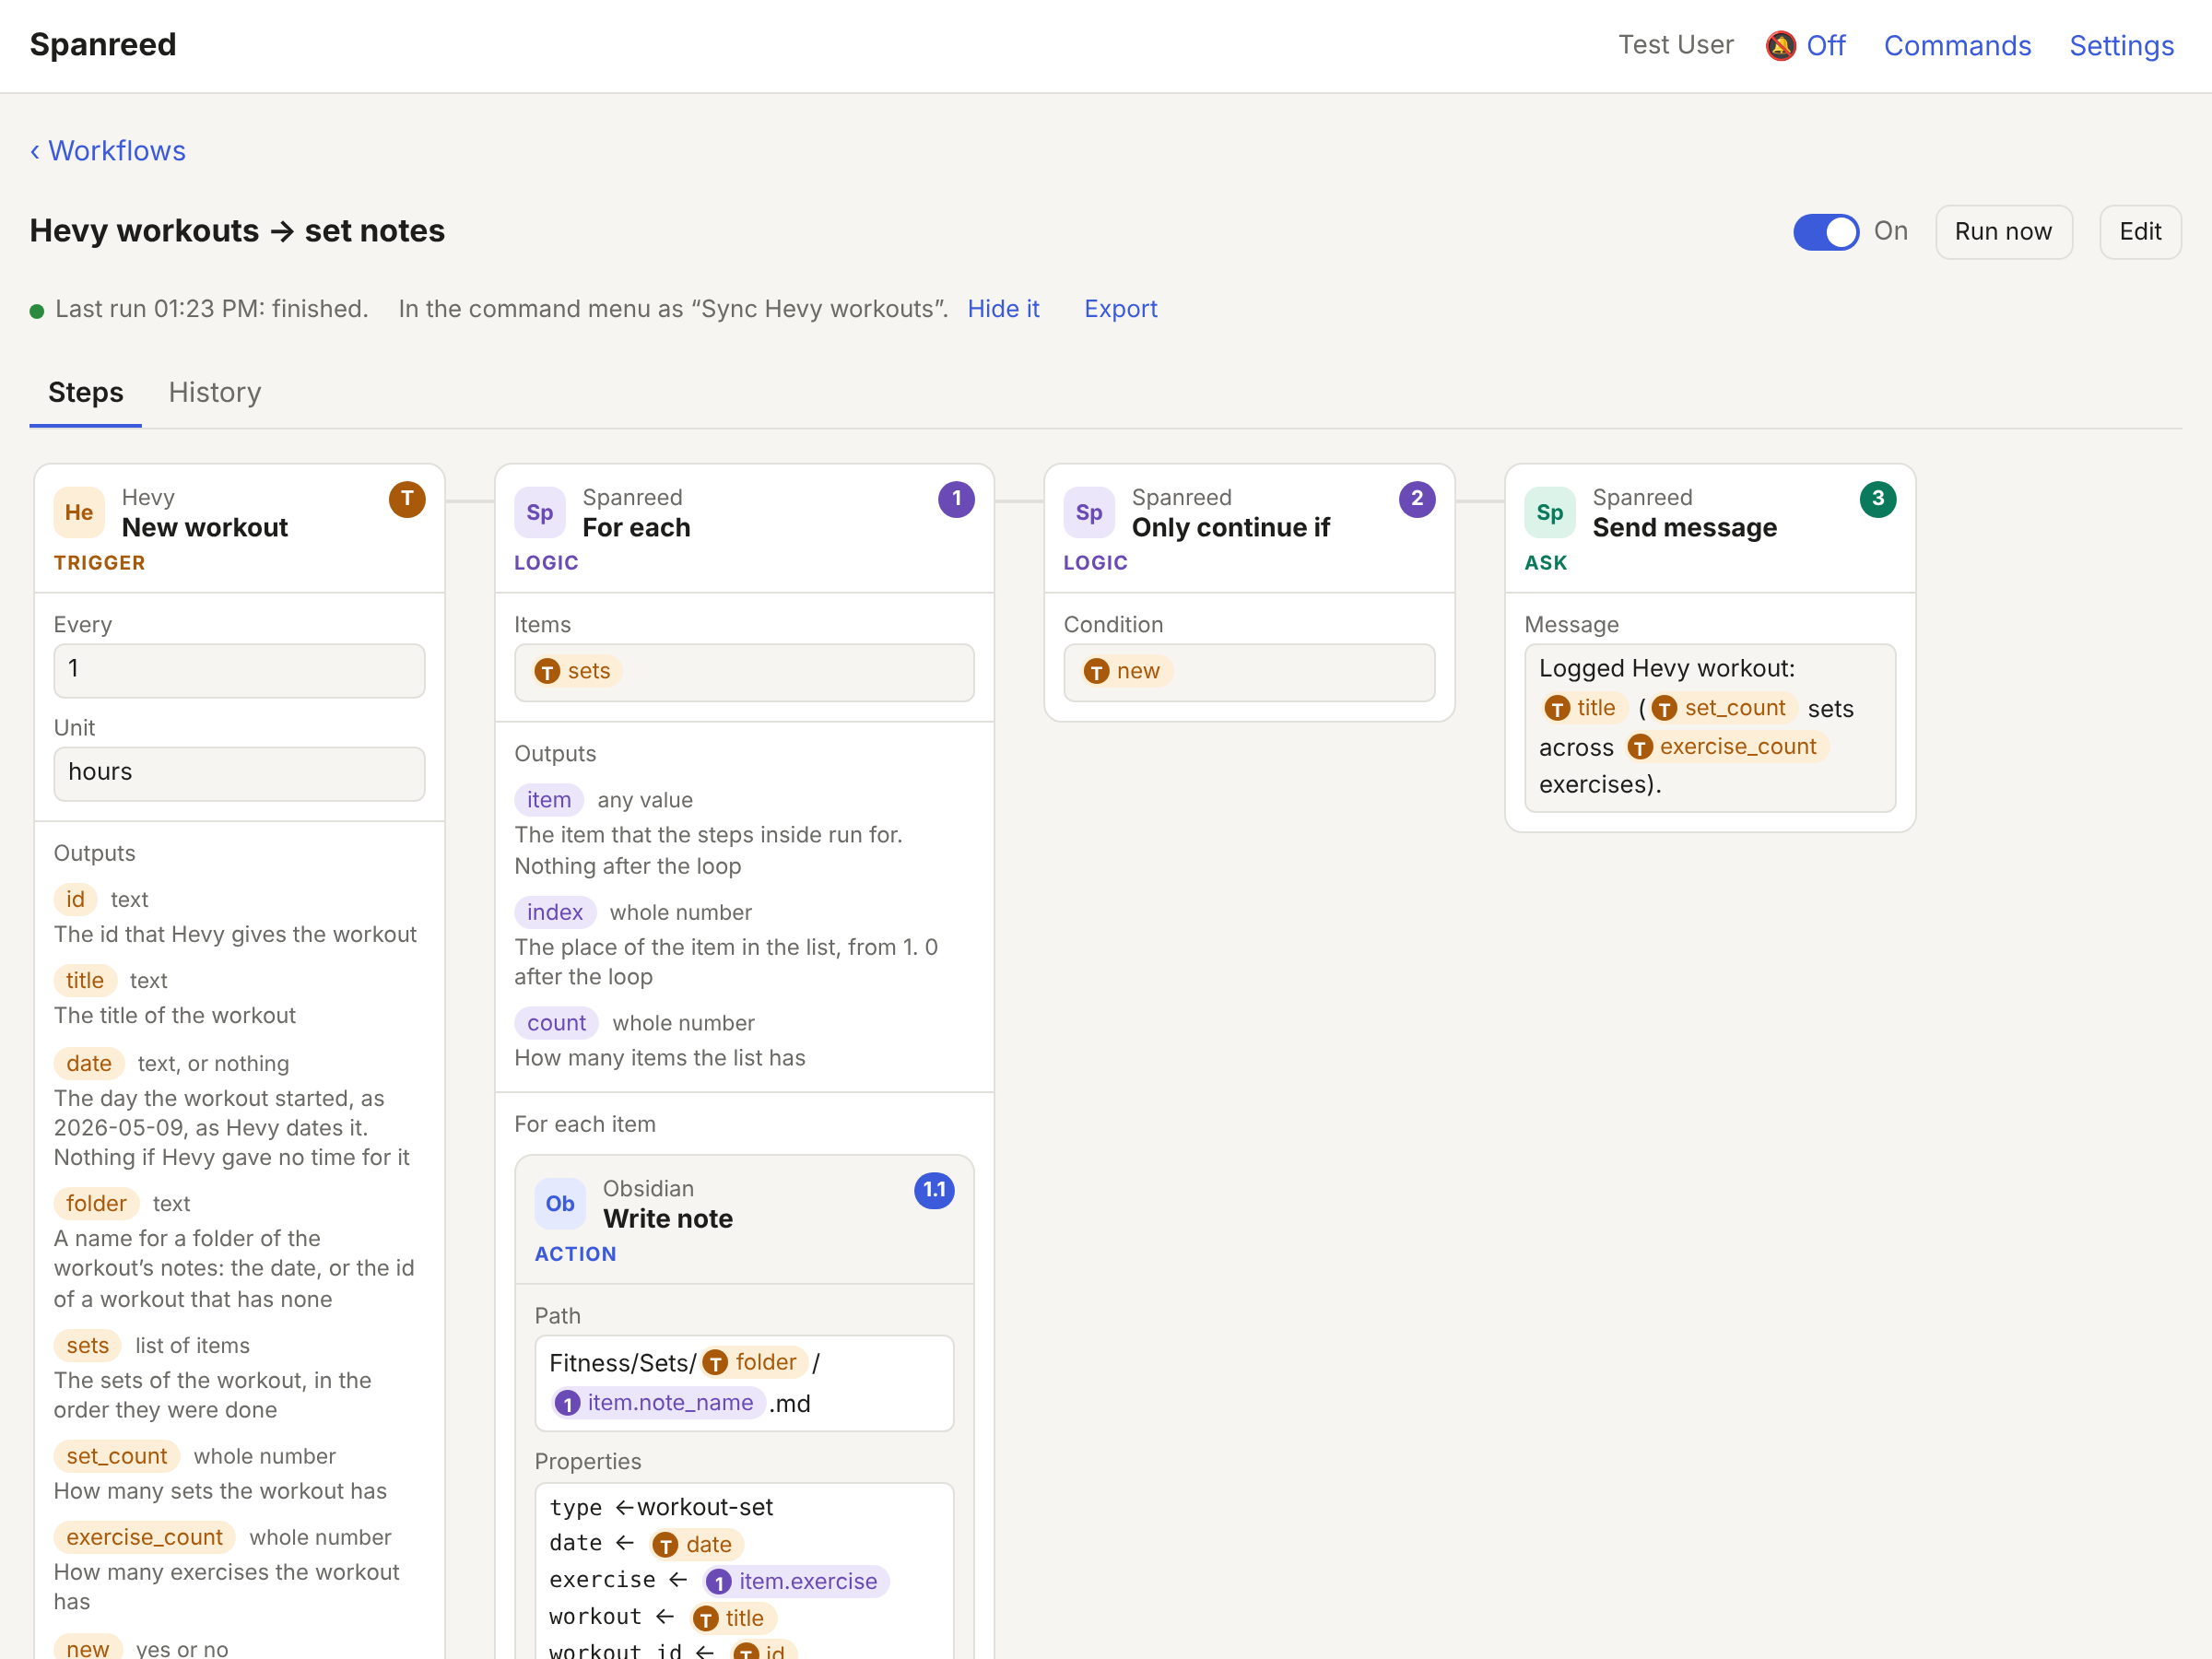 Spanreed
Test User
Off
Commands
Settings
‹ Workflows
Hevy workouts → set notes
On
Run now
Edit
Last run 01:23 PM: finished.
In the command menu as “Sync Hevy workouts”.
Hide it
Export
Steps
History
He
Hevy
New workout
T
TRIGGER
Every
1
Unit
hours
Outputs
id text
The id that Hevy gives the workout
title text
The title of the workout
date text, or nothing
The day the workout started, as
2026-05-09, as Hevy dates it.
Nothing if Hevy gave no time for it
folder text
A name for a folder of the
workout’s notes: the date, or the id
of a workout that has none
sets list of items
The sets of the workout, in the
order they were done
set_count whole number
How many sets the workout has
exercise_count whole number
How many exercises the workout
has
new yes or no
Sp
Spanreed
For each
1
LOGIC
Items
T sets
Outputs
item any value
The item that the steps inside run for.
Nothing after the loop
index whole number
The place of the item in the list, from 1. 0
after the loop
count whole number
How many items the list has
For each item
Ob
Obsidian
Write note
1.1
ACTION
Path
Fitness/Sets/ T folder /
1 item.note_name .md
Properties
type ←workout-set
date ← T date
exercise ← 1 item.exercise
workout ← T title
workout_id ← T id
Sp
Spanreed
Only continue if
2
LOGIC
Condition
T new
Sp
Spanreed
Send message
3
ASK
Message
Logged Hevy workout:
T title ( T set_count sets
across T exercise_count
exercises).